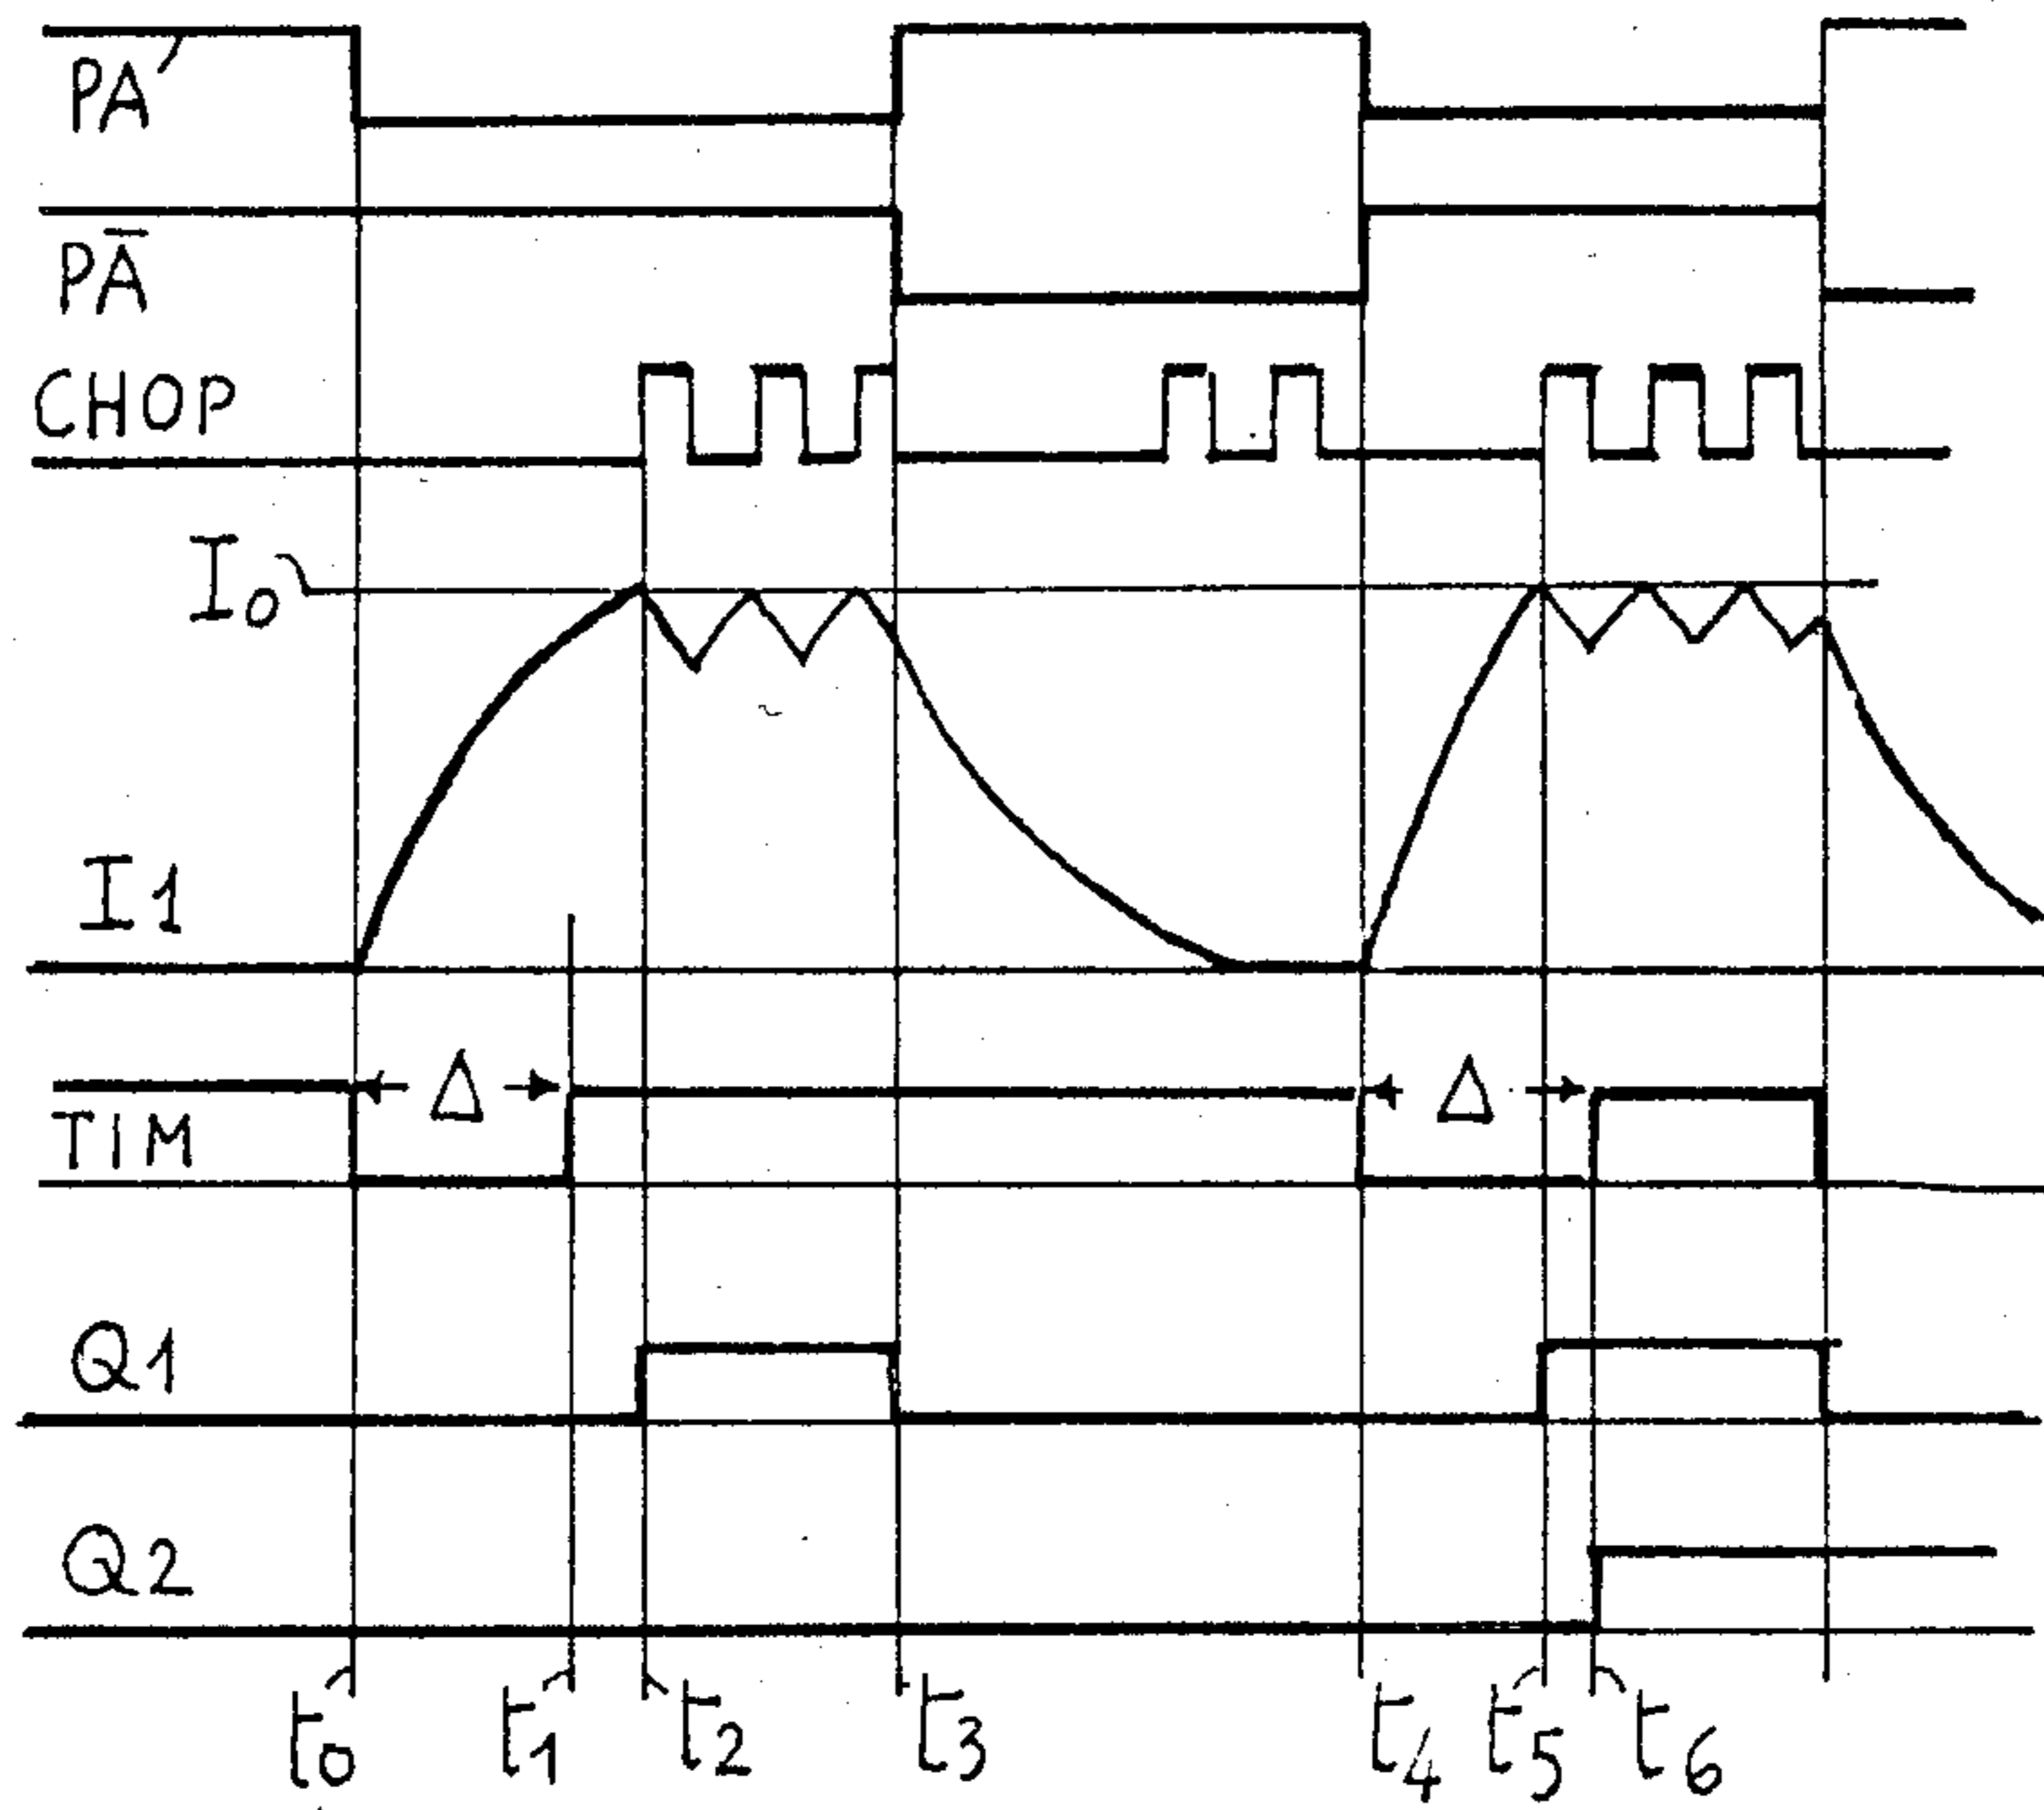 PA
PĀ
CHOP
I₀
I1
Δ Δ
TIM
Q1
Q2
t₀ t₁ t₂ t₃ t₄ t₅ t₆